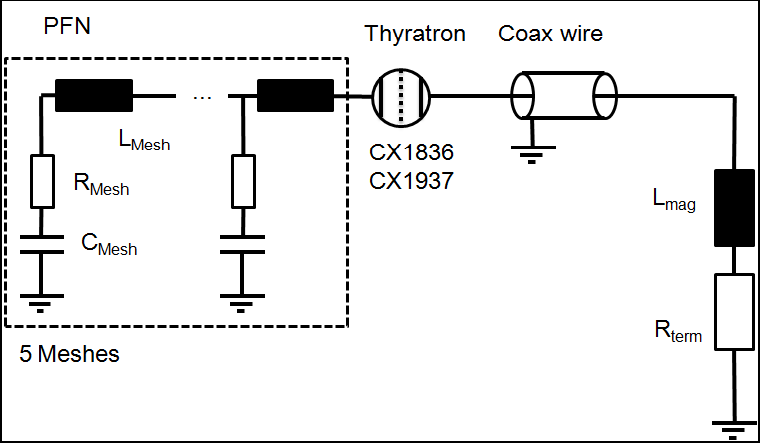 PFN
Thyratron
Coax wire
...
LMesh
RMesh
CMesh
CX1836
CX1937
Lmag
Rterm
5 Meshes